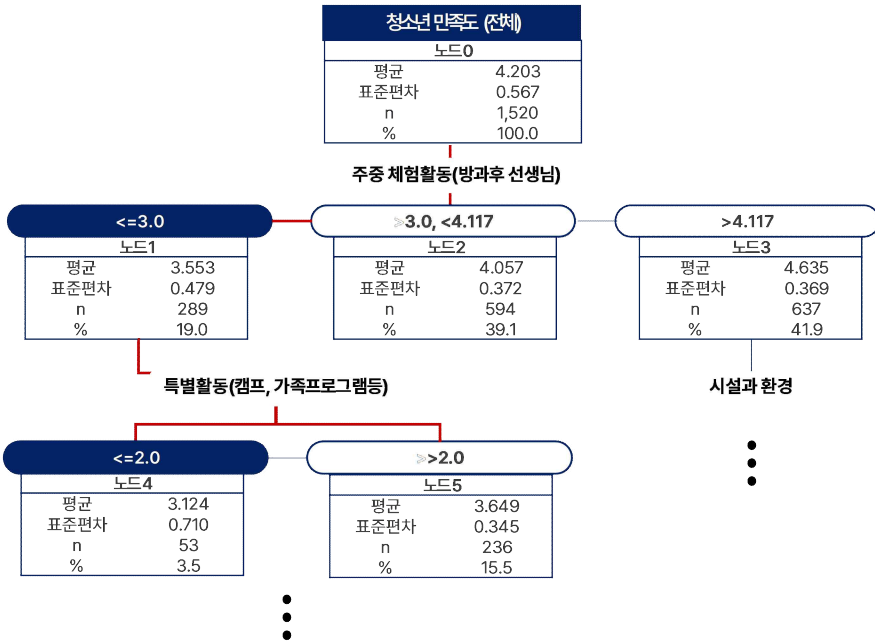 청소년 만족도 (전체)
노드0
평균 4.203
표준편차 0.567
n 1,520
% 100.0
주중 체험활동(방과후 선생님)
<=3.0 >3.0, <4.117 >4.117
노드1 노드2 노드3
평균 3.553 평균 4.057 평균 4.635
표준편차 0.479 표준편차 0.372 표준편차 0.369
n 289 n 594 n 637
% 19.0 % 39.1 % 41.9
특별활동(캠프, 가족프로그램등) 시설과 환경
<=2.0 >>2.0
노드4 노드5
평균 3.124 평균 3.649
표준편차 0.710 표준편차 0.345
n 53 n 236
% 3.5 % 15.5